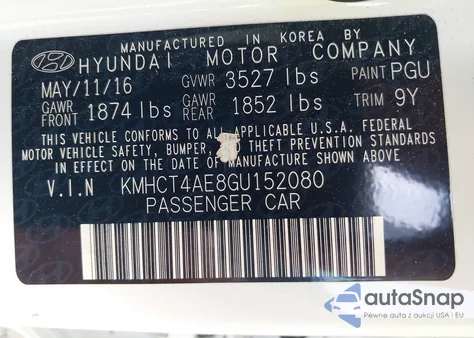 MANUFACTURED IN KOREA BY
HYUNDAI MOTOR COMPANY
MAY/11/16 GVWR 3527 lbs PAINT PGU
GAWR FRONT 1874 lbs GAWR REAR 1852 lbs TRIM 9Y
THIS VEHICLE CONFORMS TO ALL APPLICABLE U.S.A. FEDERAL
MOTOR VEHICLE SAFETY, BUMPER, AND THEFT PREVENTION STANDARDS
IN EFFECT ON THE DATE OF MANUFACTURE SHOWN ABOVE.
V.I.N KMHCT4AE8GU152080
PASSENGER CAR
autoSnap
Pewne auta z aukcji USA i EU